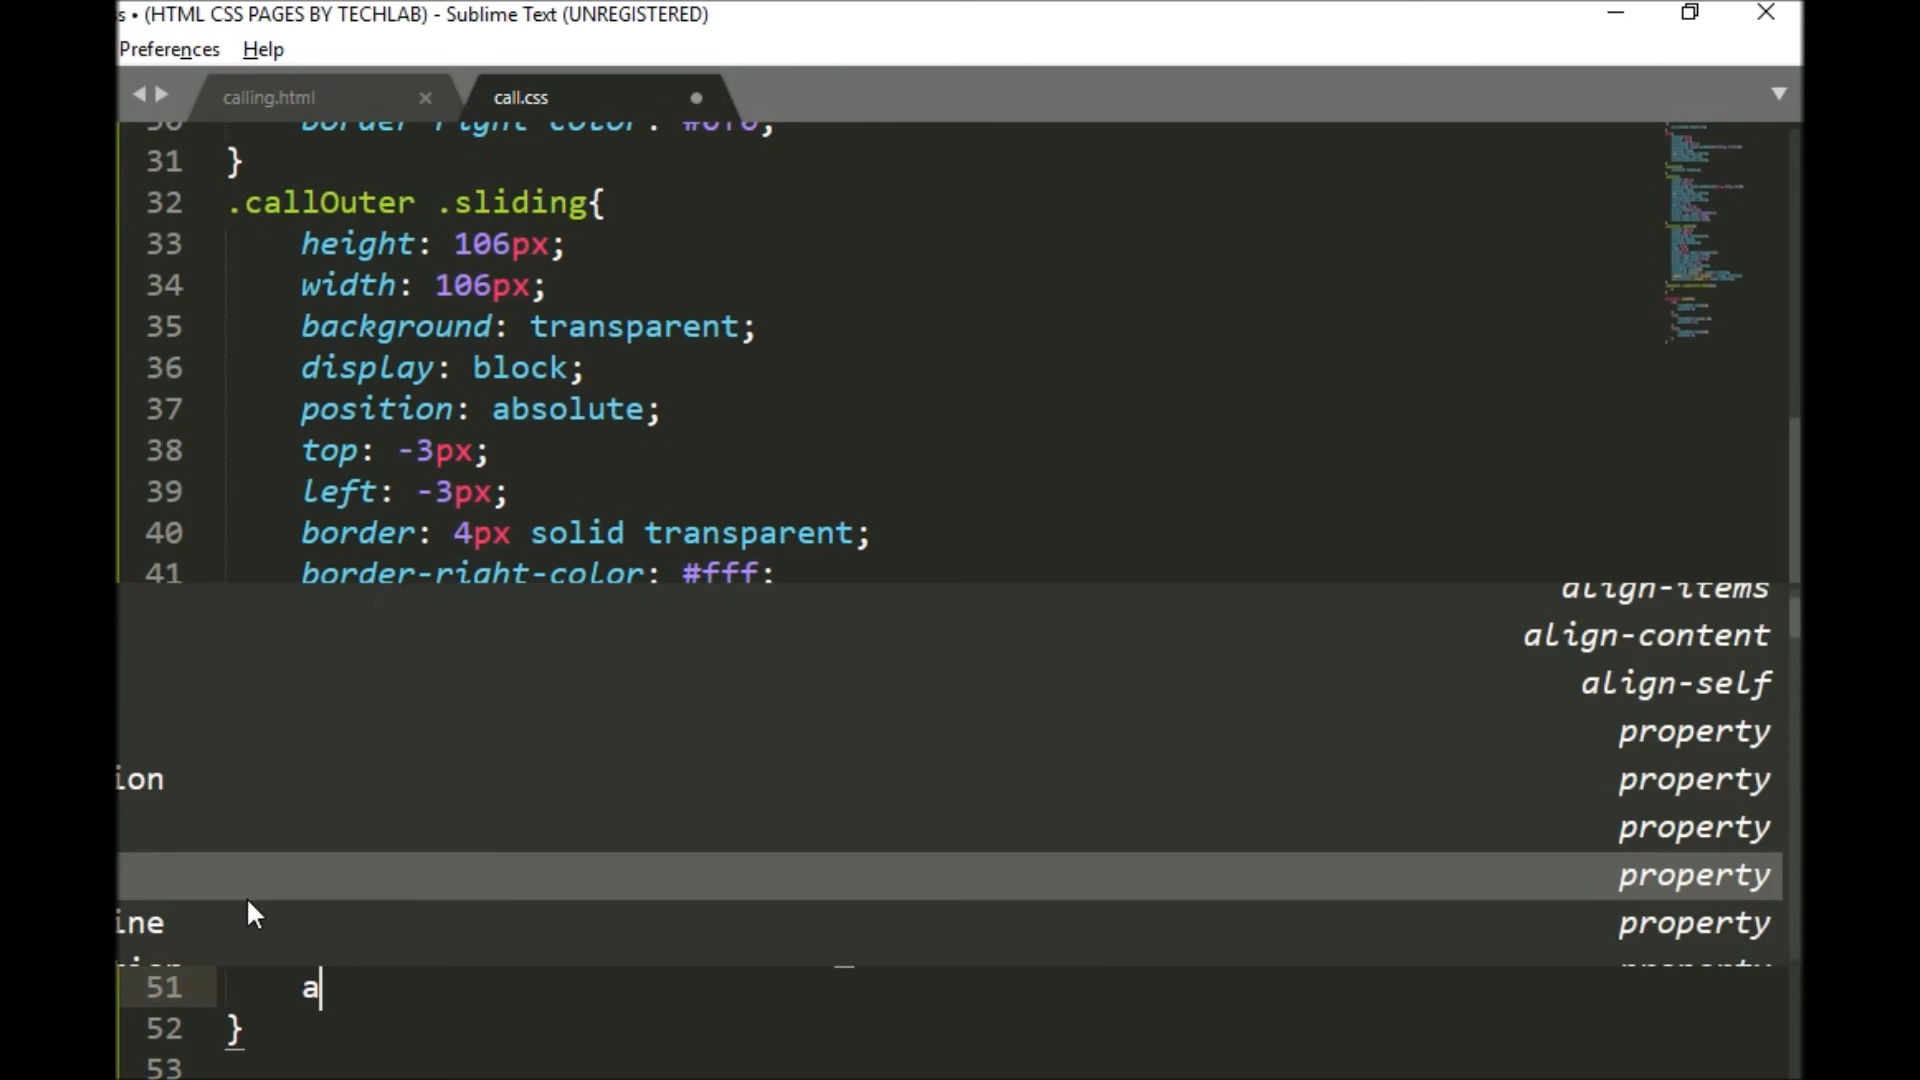 s • (HTML CSS PAGES BY TECHLAB) - Sublime Text (UNREGISTERED)
Preferences Help
calling.html × call.css
31 }
32 .callOuter .sliding{
33 height: 106px;
34 width: 106px;
35 background: transparent;
36 display: block;
37 position: absolute;
38 top: -3px;
39 left: -3px;
40 border: 4px solid transparent;
41 border-right-color: #fff;
align-items
align-content
align-self
property
ion property
property
property
ine property
51 a
52 }
53